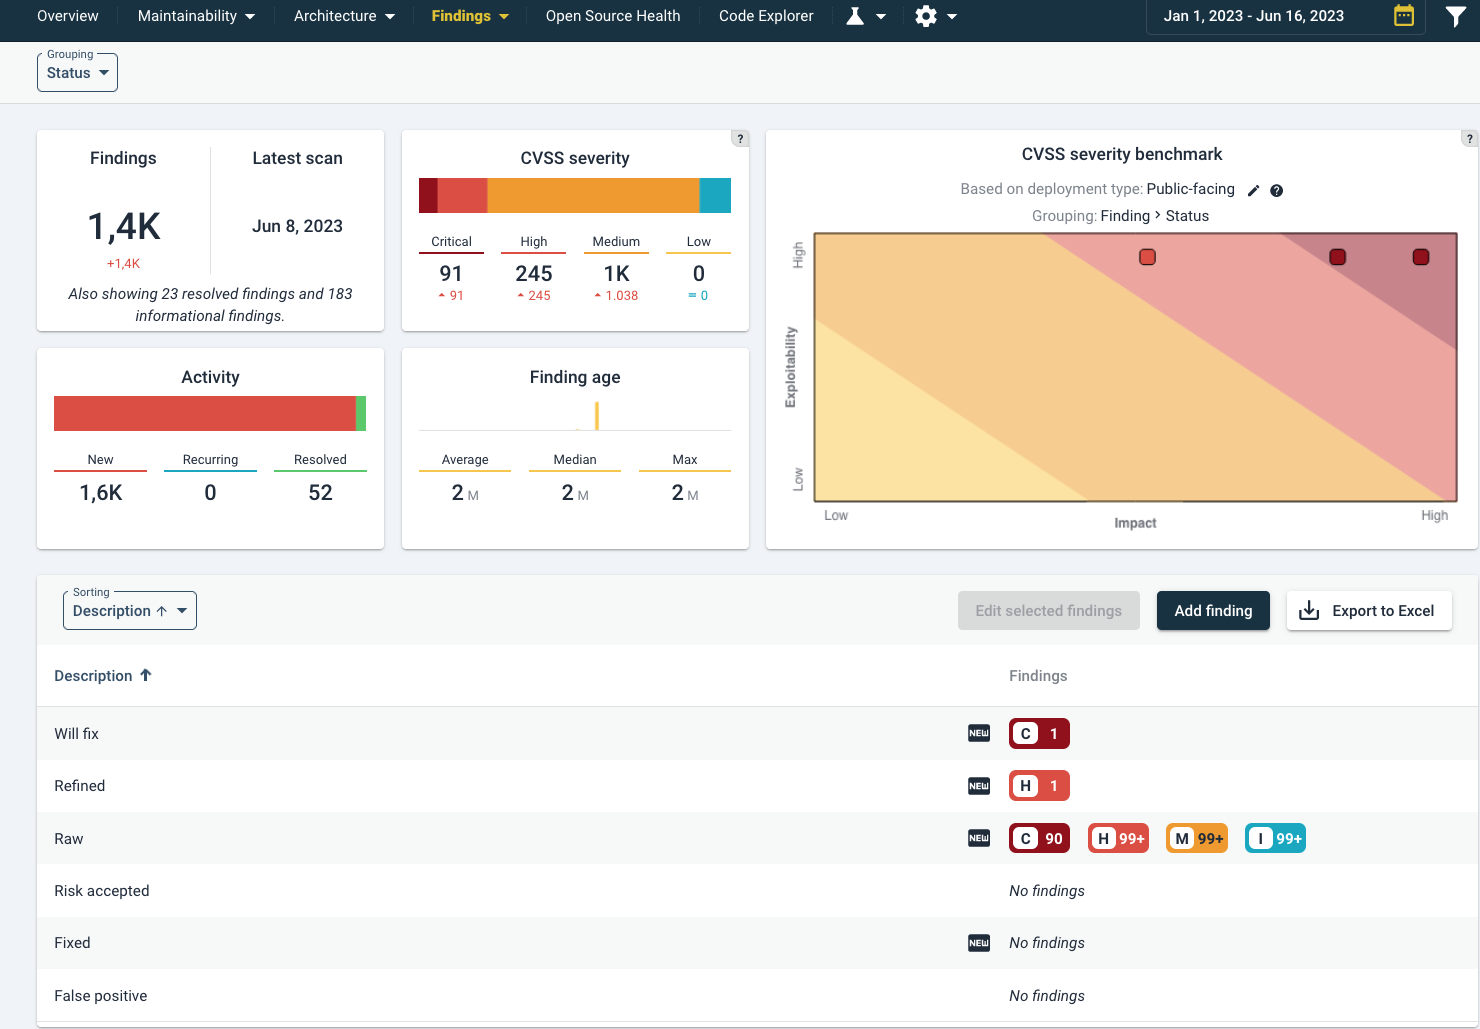 Overview Maintainability Architecture Findings Open Source Health Code Explorer Jan 1, 2023 - Jun 16, 2023
Grouping
Status
Findings Latest scan
1,4K Jun 8, 2023
+1,4K
Also showing 23 resolved findings and 183
informational findings.
?
CVSS severity
Critical High Medium Low
91 245 1K 0
91 245 1.038 = 0
?
CVSS severity benchmark
Based on deployment type: Public-facing ?
Grouping: Finding > Status
High
Exploitability
Low
Low High
Impact
Activity
New Recurring Resolved
1,6K 0 52
Finding age
Average Median Max
2 M 2 M 2 M
Sorting
Description ↑
Edit selected findings Add finding Export to Excel
Description ↑ Findings
Will fix NEW C 1
Refined NEW H 1
Raw NEW C 90 H 99+ M 99+ I 99+
Risk accepted No findings
Fixed NEW No findings
False positive No findings